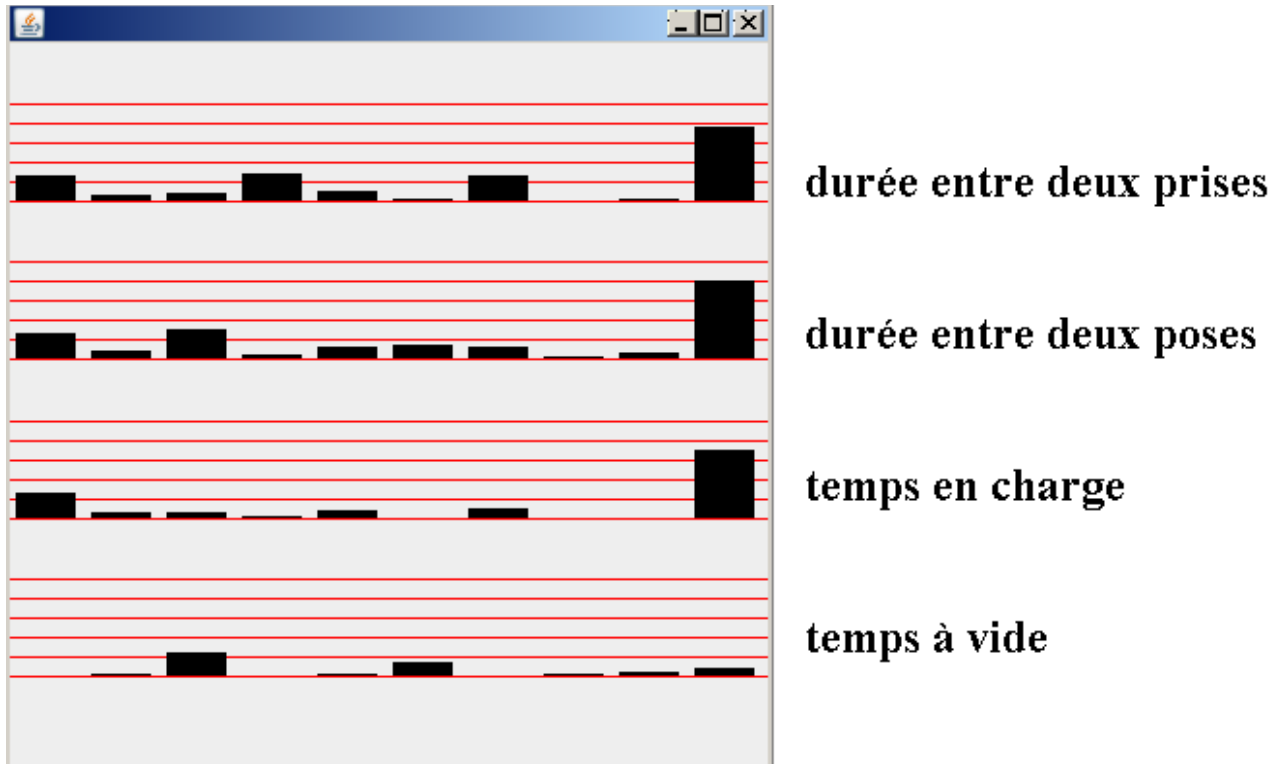 durée entre deux prises
durée entre deux poses
temps en charge
temps à vide